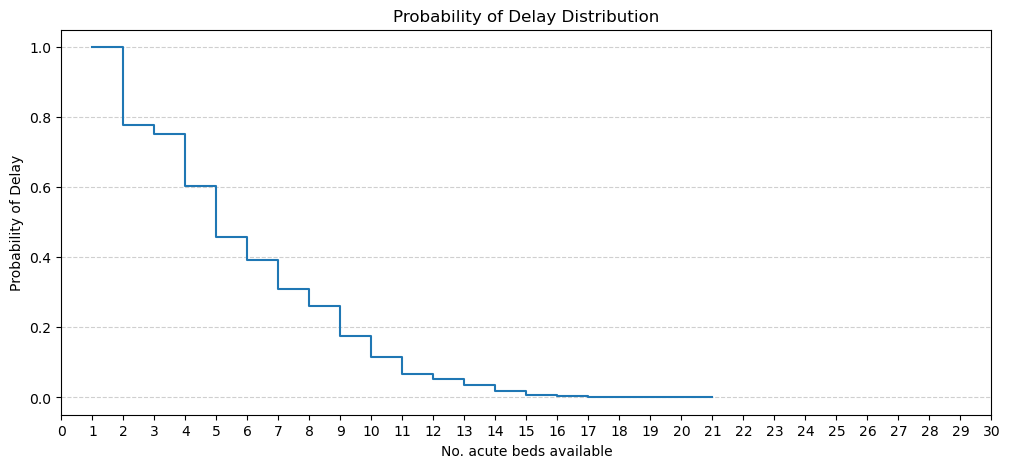 Probability of Delay Distribution
Probability of Delay
1.0
0.8
0.6
0.4
0.2
0.0
0 1 2 3 4 5 6 7 8 9 10 11 12 13 14 15 16 17 18 19 20 21 22 23 24 25 26 27 28 29 30
No. acute beds available